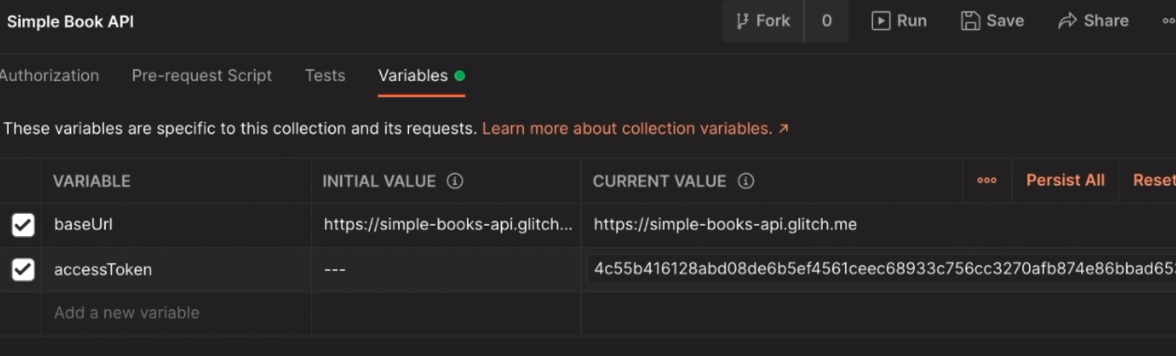 Simple Book API
Fork 0 Run Save Share
Authorization Pre-request Script Tests Variables
These variables are specific to this collection and its requests. Learn more about collection variables. ↗
VARIABLE INITIAL VALUE CURRENT VALUE Persist All Reset
baseUrl https://simple-books-api.glitch... https://simple-books-api.glitch.me
accessToken --- 4c55b416128abd08de6b5ef4561ceec68933c756cc3270afb874e86bbad65
Add a new variable